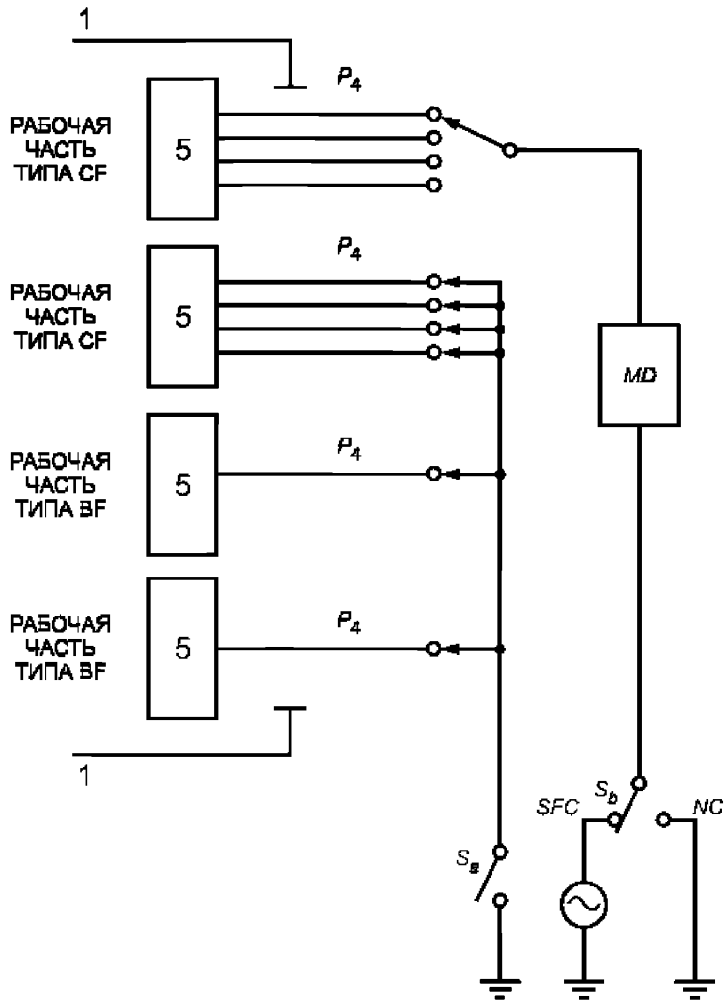 1
P4
РАБОЧАЯ
ЧАСТЬ
ТИПА CF
5
P4
РАБОЧАЯ
ЧАСТЬ
ТИПА CF
5
MD
P4
РАБОЧАЯ
ЧАСТЬ
ТИПА BF
5
P4
РАБОЧАЯ
ЧАСТЬ
ТИПА BF
5
1
SFC
Sb
NC
Sa